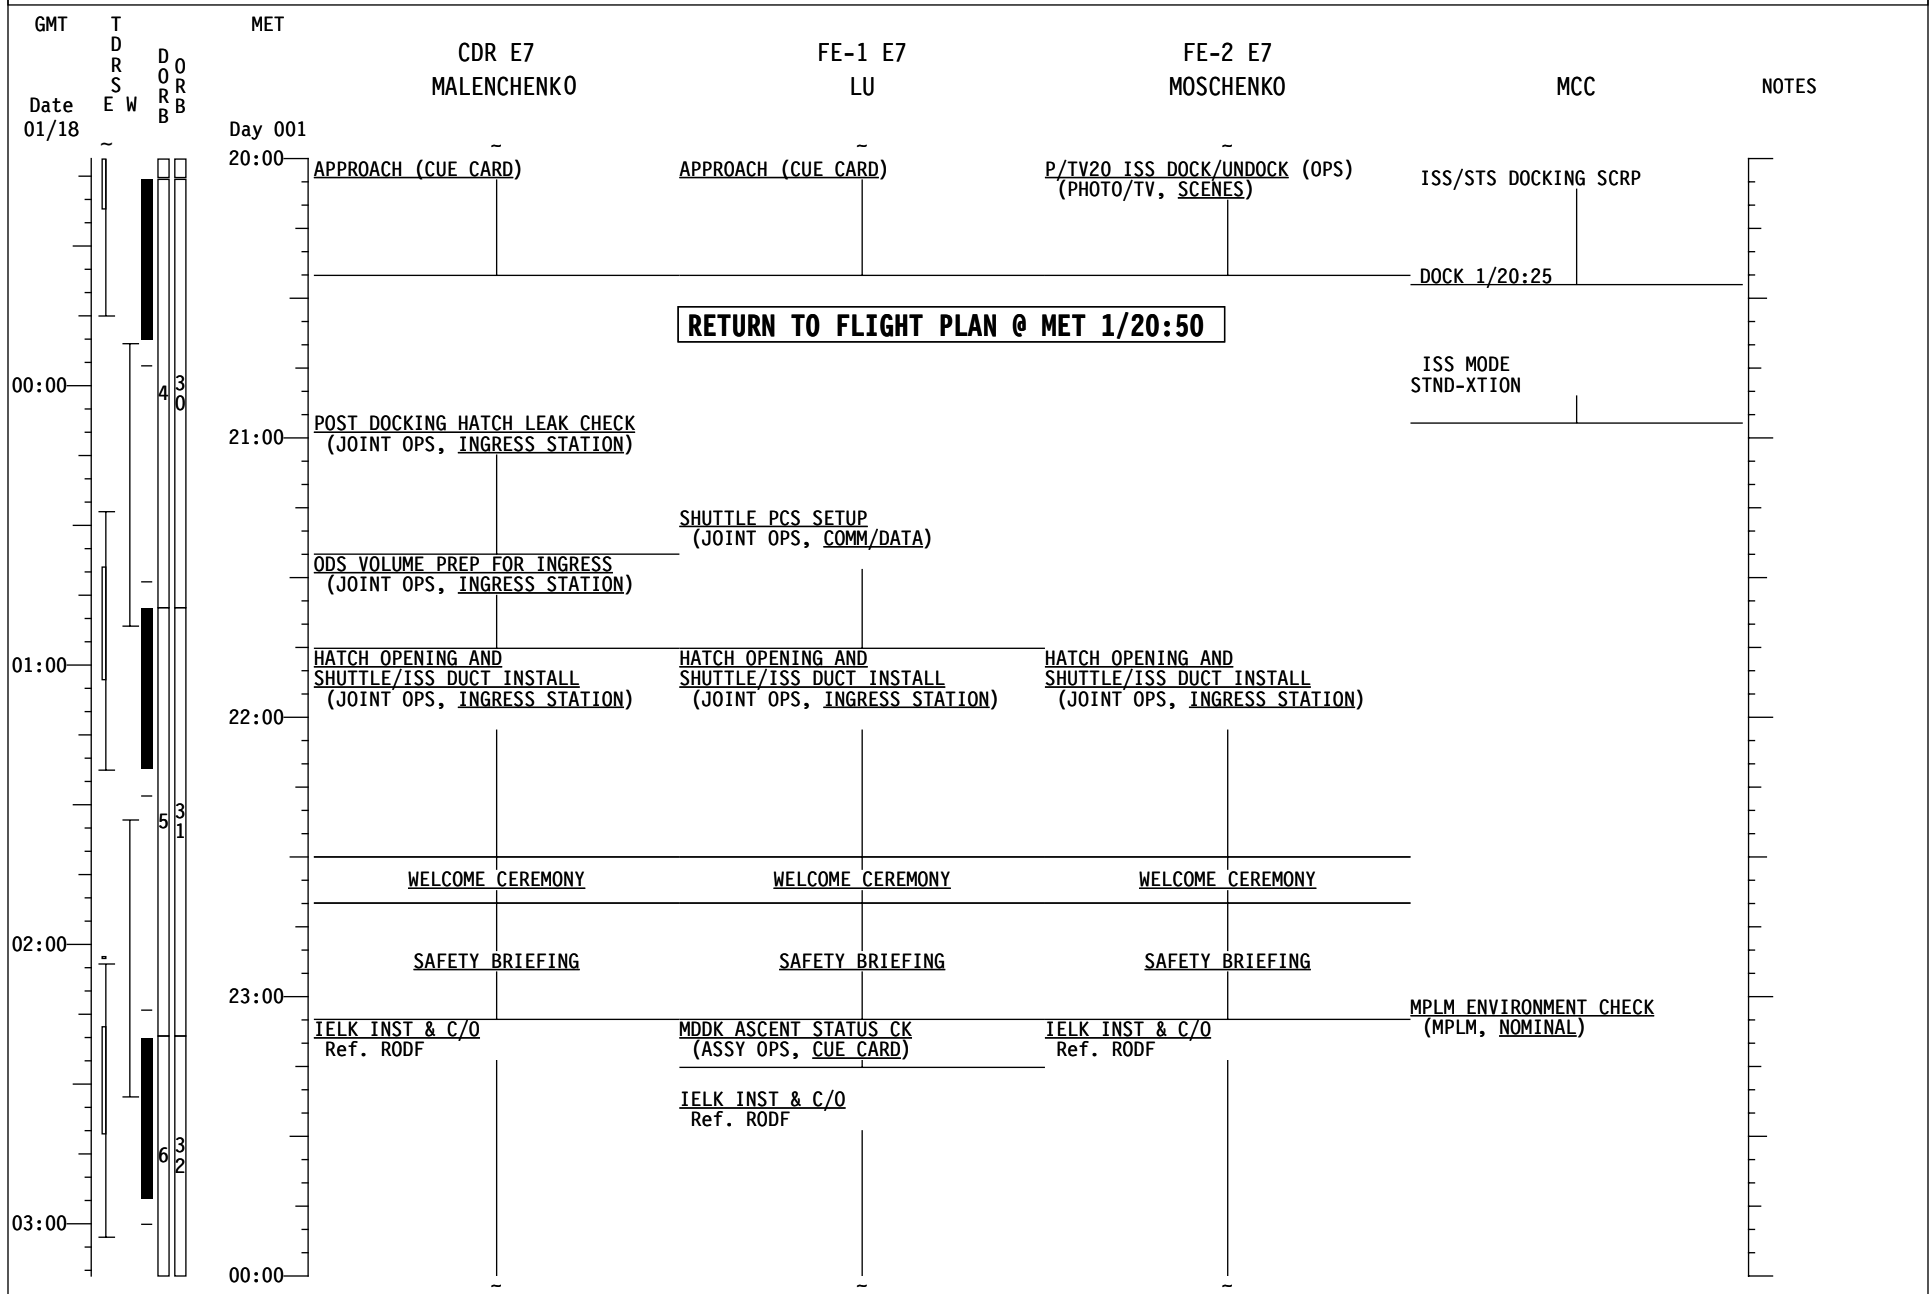 GMT
TDRS
E W
DORB
ORB
MET
CDR E7
MALENCHENKO
FE-1 E7
LU
FE-2 E7
MOSCHENKO
MCC
NOTES
Date
01/18
Day 001
~ ~ ~ ~
20:00
APPROACH (CUE CARD)
APPROACH (CUE CARD)
P/TV20 ISS DOCK/UNDOCK (OPS)
(PHOTO/TV, SCENES)
ISS/STS DOCKING SCRP
DOCK 1/20:25
RETURN TO FLIGHT PLAN @ MET 1/20:50
ISS MODE
STND-XTION
00:00
4
30
POST DOCKING HATCH LEAK CHECK
(JOINT OPS, INGRESS STATION)
21:00
SHUTTLE PCS SETUP
(JOINT OPS, COMM/DATA)
ODS VOLUME PREP FOR INGRESS
(JOINT OPS, INGRESS STATION)
01:00
HATCH OPENING AND
SHUTTLE/ISS DUCT INSTALL
(JOINT OPS, INGRESS STATION)
HATCH OPENING AND
SHUTTLE/ISS DUCT INSTALL
(JOINT OPS, INGRESS STATION)
HATCH OPENING AND
SHUTTLE/ISS DUCT INSTALL
(JOINT OPS, INGRESS STATION)
22:00
5
31
WELCOME CEREMONY
WELCOME CEREMONY
WELCOME CEREMONY
02:00
SAFETY BRIEFING
SAFETY BRIEFING
SAFETY BRIEFING
23:00
MPLM ENVIRONMENT CHECK
(MPLM, NOMINAL)
IELK INST & C/O
Ref. RODF
MDDK ASCENT STATUS CK
(ASSY OPS, CUE CARD)
IELK INST & C/O
Ref. RODF
IELK INST & C/O
Ref. RODF
6
32
03:00
00:00
~ ~ ~